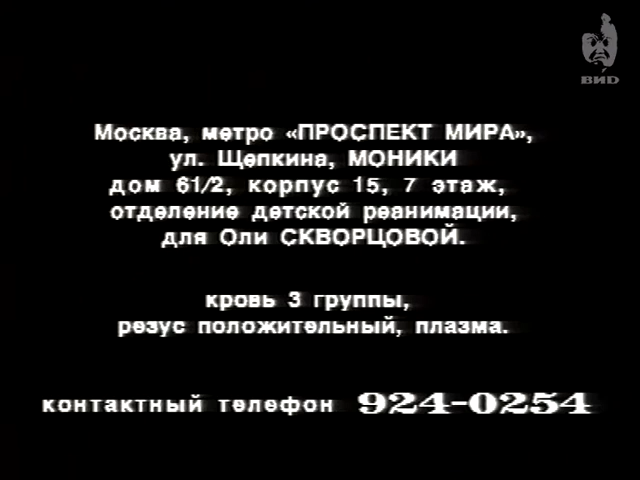 ВИD
Москва, метро «ПРОСПЕКТ МИРА»,
ул. Щепкина, МОНИКИ
дом 61/2, корпус 15, 7 этаж,
отделение детской реанимации,
для Оли СКВОРЦОВОЙ.
кровь 3 группы,
резус положительный, плазма.
контактный телефон 924-0254